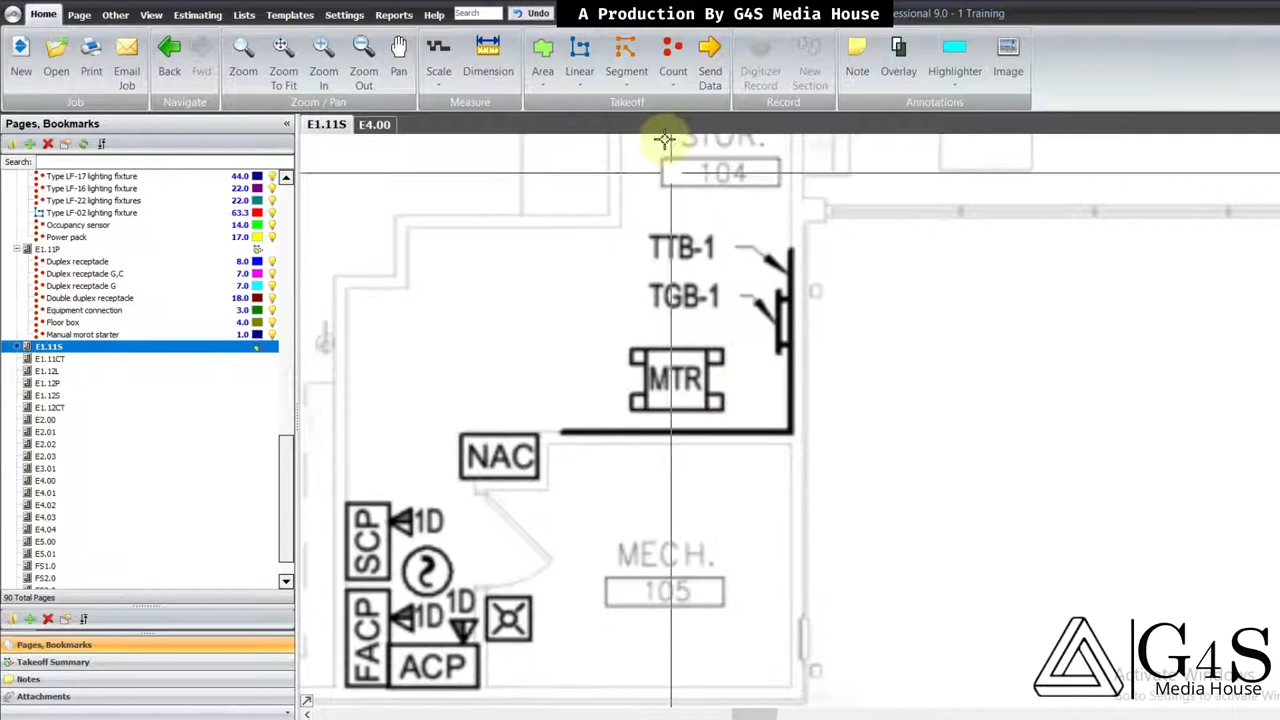 A Production By G4S Media House
essional 9.0 - 1 Training
Home Page Other View Estimating Lists Templates Settings Reports Help Search Undo
New Open Print Email Job Back Fwd Zoom Zoom To Fit Zoom In Zoom Out Pan Scale Dimension Area Linear Segment Count Send Data Digitizer Record New Section Note Overlay Highlighter Image
Job Navigate Zoom / Pan Measure Takeoff Record Annotations
Pages, Bookmarks «
E1.11S E4.00
Search:
Type LF-17 lighting fixture 44.0
Type LF-16 lighting fixture 22.0
Type LF-22 lighting fixtures 22.0
Type LF-02 lighting fixture 63.3
Occupancy sensor 14.0
Power pack 17.0
E1.11P
Duplex receptacle 8.0
Duplex receptacle G,C 7.0
Duplex receptacle G 7.0
Double duplex receptacle 18.0
Equipment connection 3.0
Floor box 4.0
Manual morot starter 1.0
E1.11S
E1.11CT
E1.12L
E1.12P
E1.12S
E1.12CT
E2.00
E2.01
E2.02
E2.03
E3.01
E4.00
E4.01
E4.02
E4.03
E4.04
E5.00
E5.01
FS1.0
FS2.0
90 Total Pages
Pages, Bookmarks
Takeoff Summary
Notes
Attachments
STOR.
104
TTB-1
TGB-1
MTR
NAC
SCP
1D
MECH.
105
FACP
1D
1D
ACP
G4S
Media House
Activate Windows
Go to Settings to activate Win